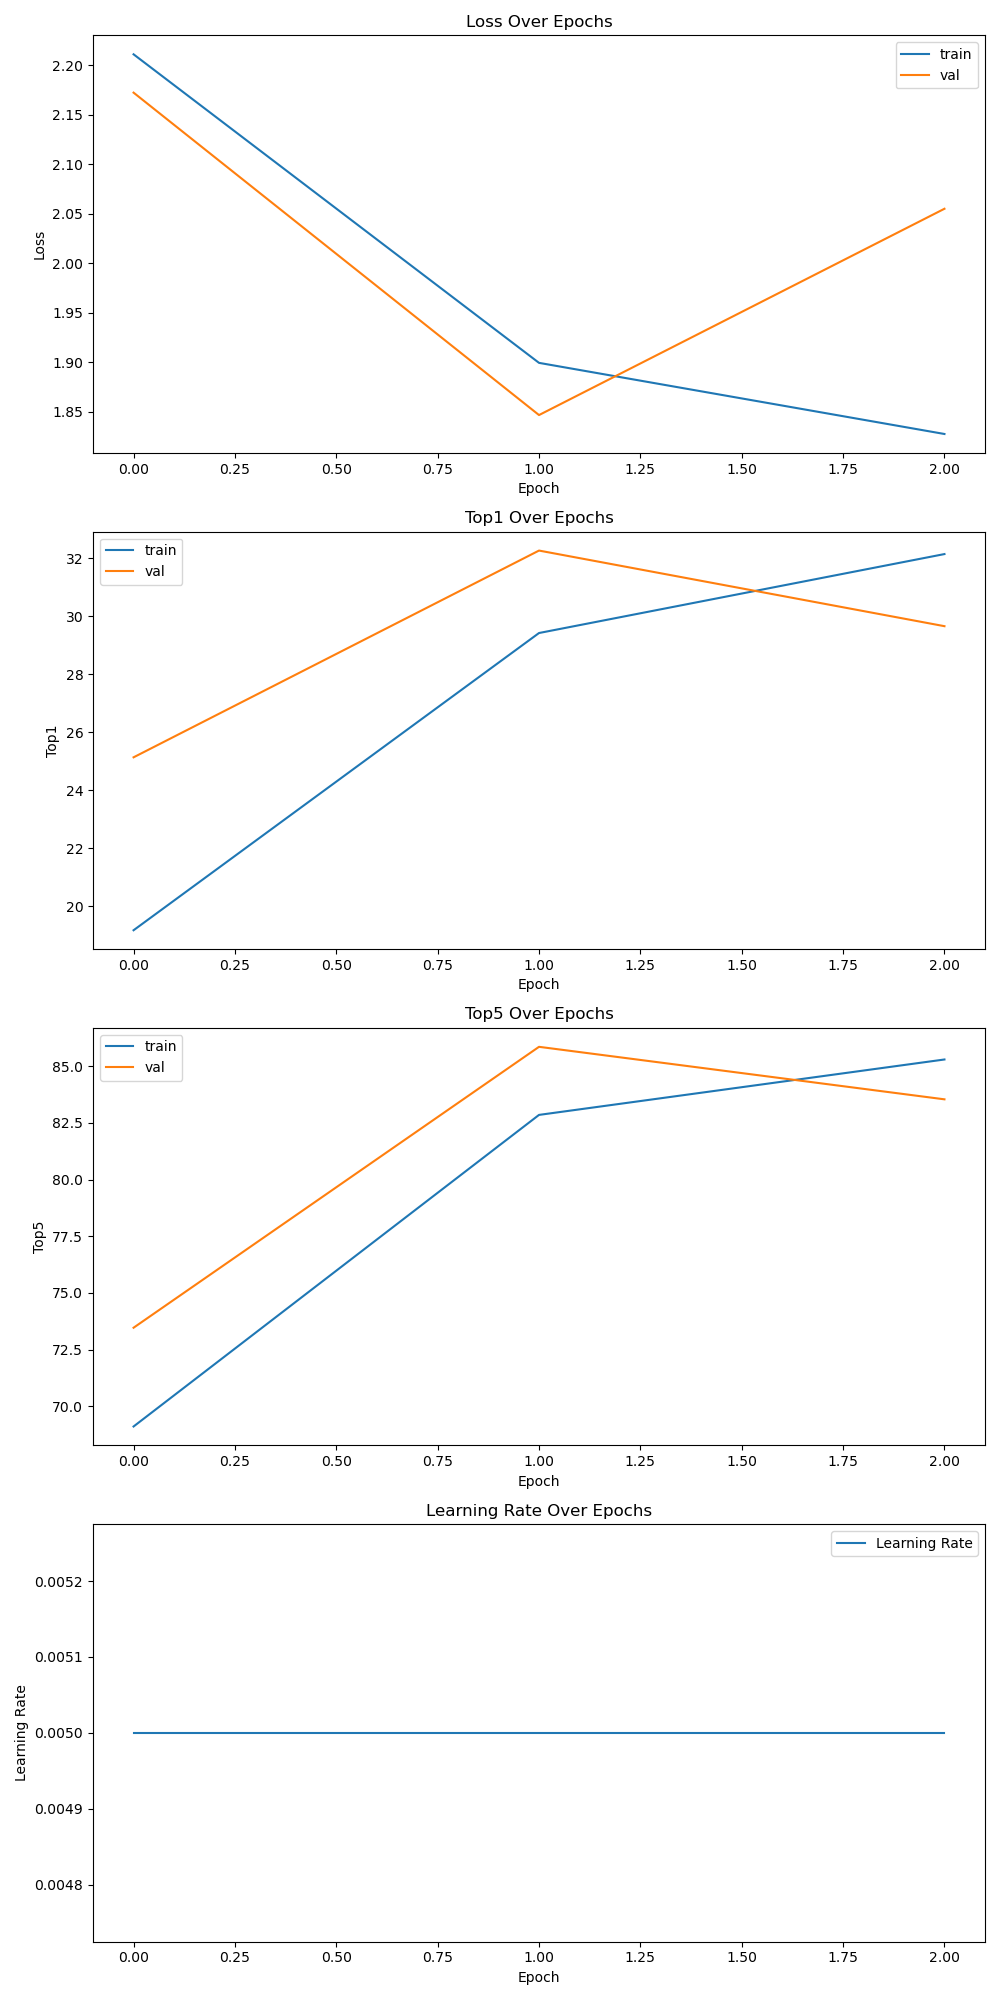 Loss Over Epochs
train
val
2.20
2.15
2.10
2.05
2.00
1.95
1.90
1.85
Loss
0.00 0.25 0.50 0.75 1.00 1.25 1.50 1.75 2.00
Epoch
Top1 Over Epochs
train
val
32
30
28
26
24
22
20
Top1
0.00 0.25 0.50 0.75 1.00 1.25 1.50 1.75 2.00
Epoch
Top5 Over Epochs
train
val
85.0
82.5
80.0
77.5
75.0
72.5
70.0
Top5
0.00 0.25 0.50 0.75 1.00 1.25 1.50 1.75 2.00
Epoch
Learning Rate Over Epochs
Learning Rate
0.0052
0.0051
0.0050
0.0049
0.0048
Learning Rate
0.00 0.25 0.50 0.75 1.00 1.25 1.50 1.75 2.00
Epoch